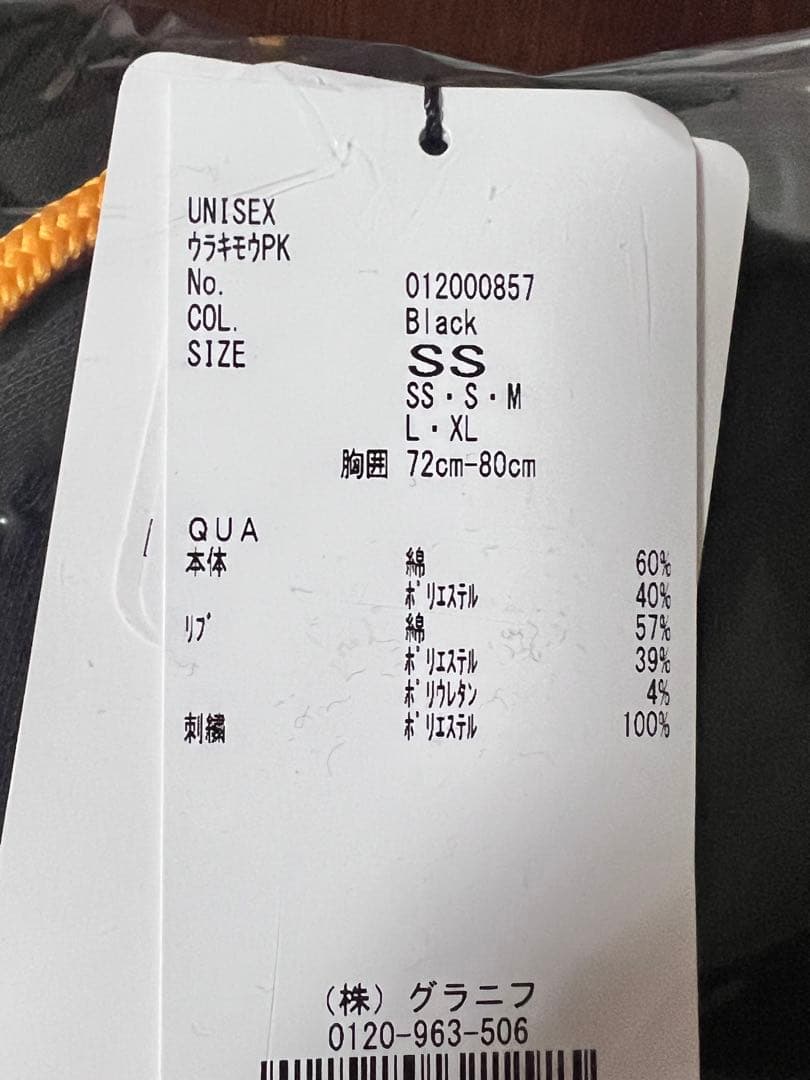 UNISEX
ウラキモウPK
No. 012000857
COL. Black
SIZE SS
SS・S・M
L・XL
胸囲 72cm-80cm
QUA
本体 綿 60%
ポリエステル 40%
リブ 綿 57%
ポリエステル 39%
ポリウレタン 4%
刺繍 ポリエステル 100%
(株) グラニフ
0120-963-506